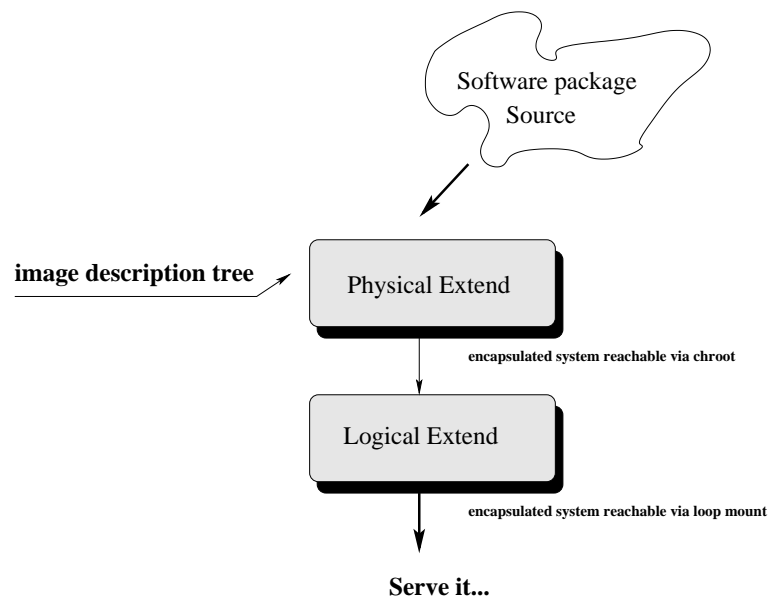 Software package
Source
image description tree
Physical Extend
encapsulated system reachable via chroot
Logical Extend
encapsulated system reachable via loop mount
Serve it...